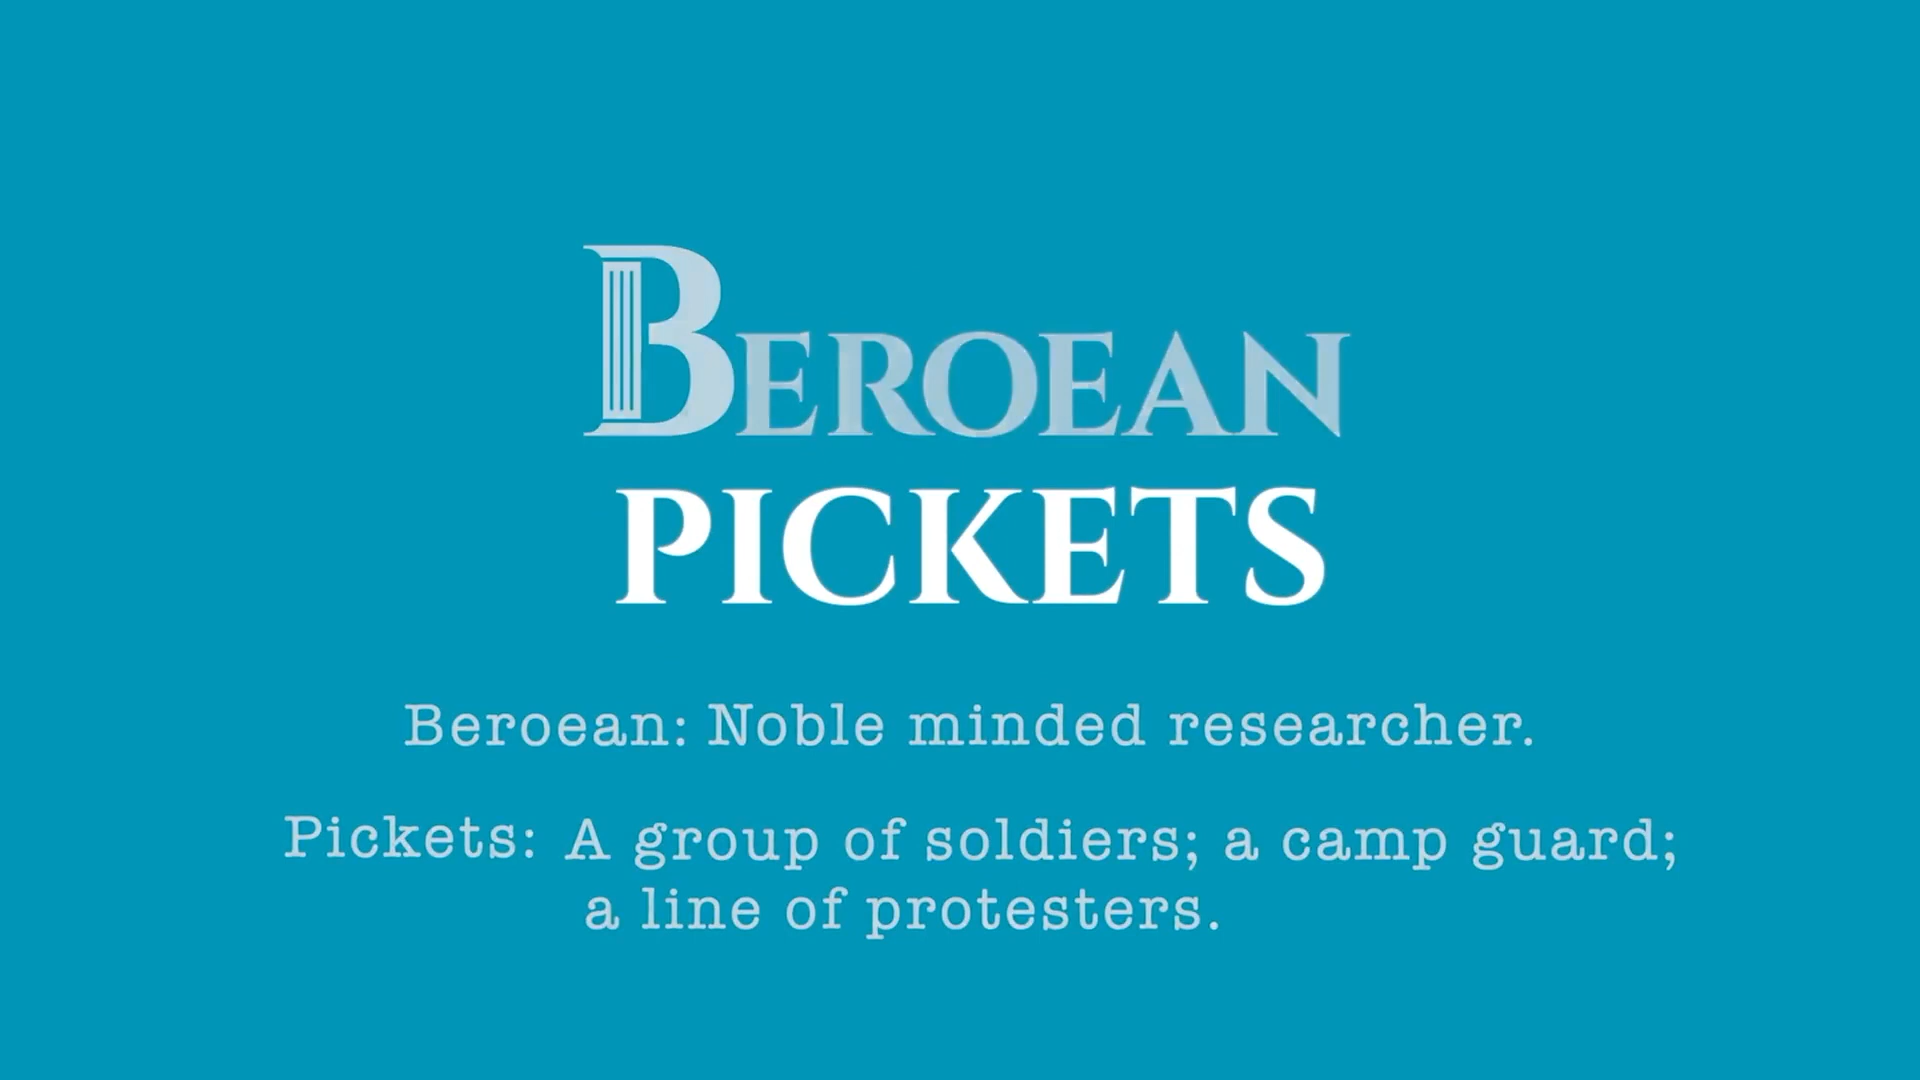 BEROEAN
PICKETS
Beroean: Noble minded researcher.
Pickets: A group of soldiers; a camp guard;
a line of protesters.